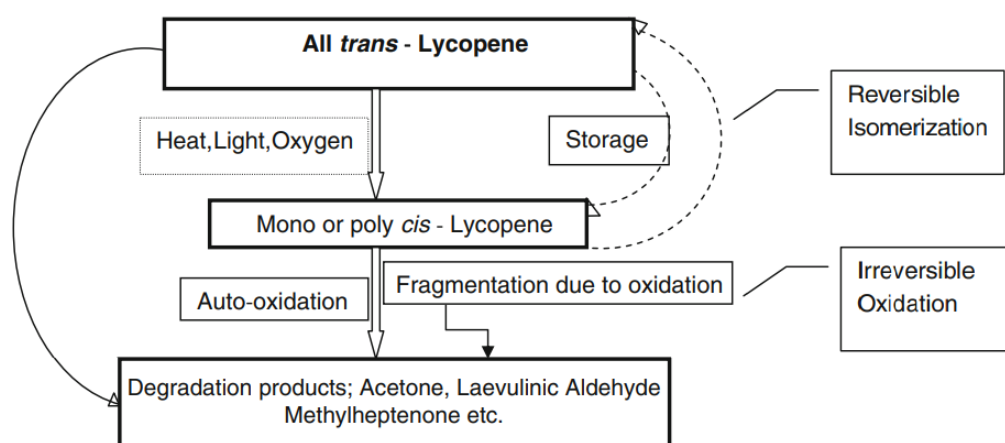 All trans - Lycopene
Heat,Light,Oxygen
Storage
Reversible
Isomerization
Mono or poly cis - Lycopene
Auto-oxidation
Fragmentation due to oxidation
Irreversible
Oxidation
Degradation products; Acetone, Laevulinic Aldehyde
Methylheptenone etc.